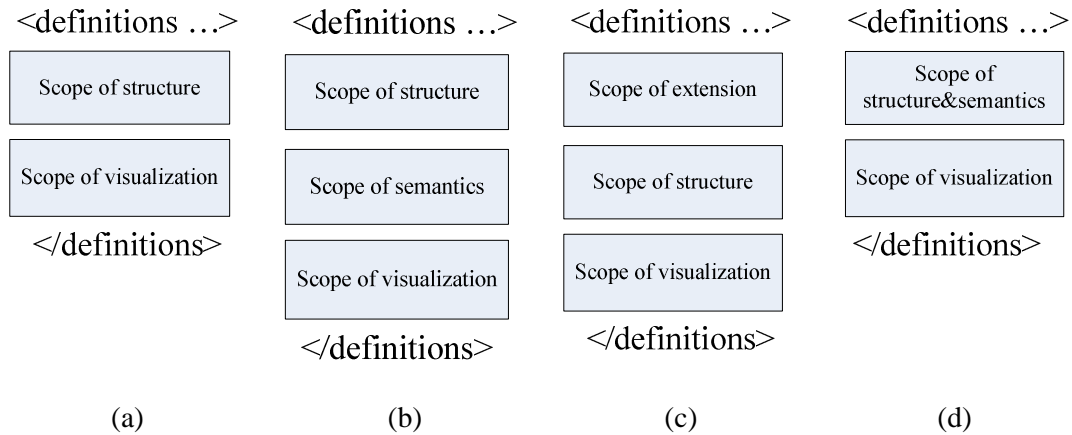 <definitions …>
Scope of structure
Scope of visualization
</definitions>
(a)
<definitions …>
Scope of structure
Scope of semantics
Scope of visualization
</definitions>
(b)
<definitions …>
Scope of extension
Scope of structure
Scope of visualization
</definitions>
(c)
<definitions …>
Scope of
structure&semantics
Scope of visualization
</definitions>
(d)